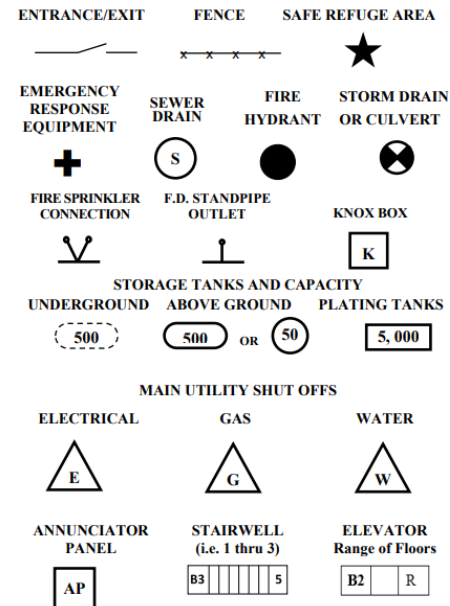 ENTRANCE/EXIT FENCE SAFE REFUGE AREA
x x x x
EMERGENCY
RESPONSE
EQUIPMENT
SEWER
DRAIN
FIRE
HYDRANT
STORM DRAIN
OR CULVERT
S
FIRE SPRINKLER
CONNECTION
F.D. STANDPIPE
OUTLET
KNOX BOX
K
STORAGE TANKS AND CAPACITY
UNDERGROUND ABOVE GROUND PLATING TANKS
500 500 OR 50 5, 000
MAIN UTILITY SHUT OFFS
ELECTRICAL GAS WATER
E G W
ANNUNCIATOR
PANEL
STAIRWELL
(i.e. 1 thru 3)
ELEVATOR
Range of Floors
AP B3 5 B2 R